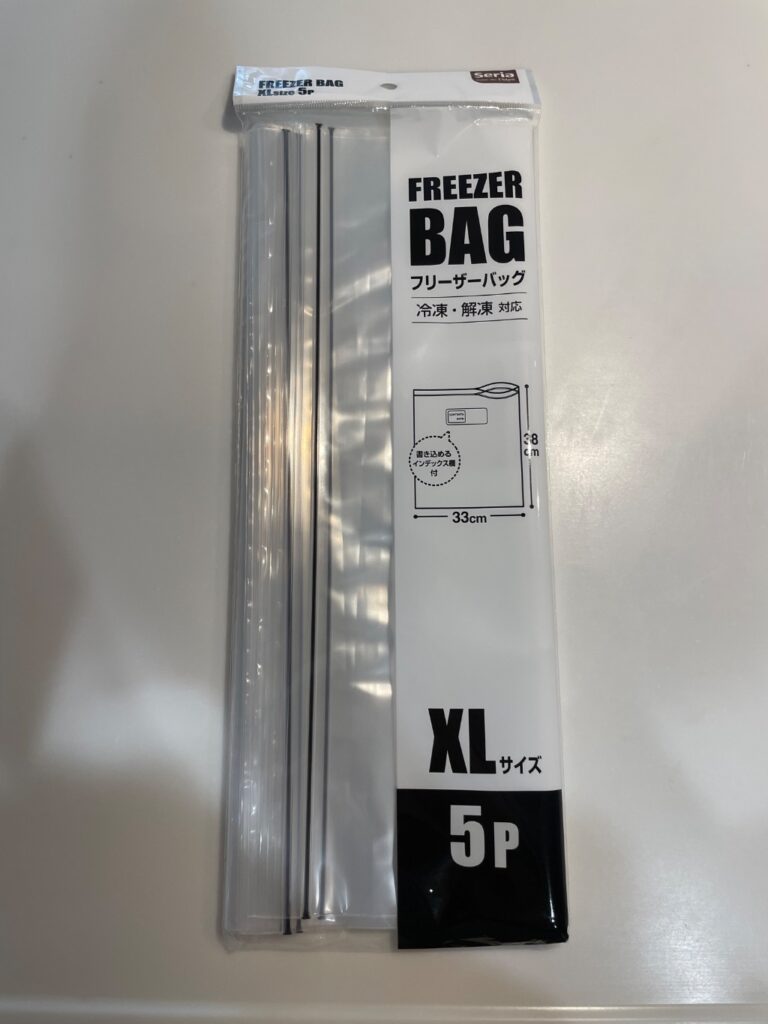 FREEZER BAG
XLsize 5P
Seria
FREEZER
BAG
フリーザーバッグ
冷凍・解凍 対応
書き込める
インデックス欄
付
38
cm
33cm
XLサイズ
5P